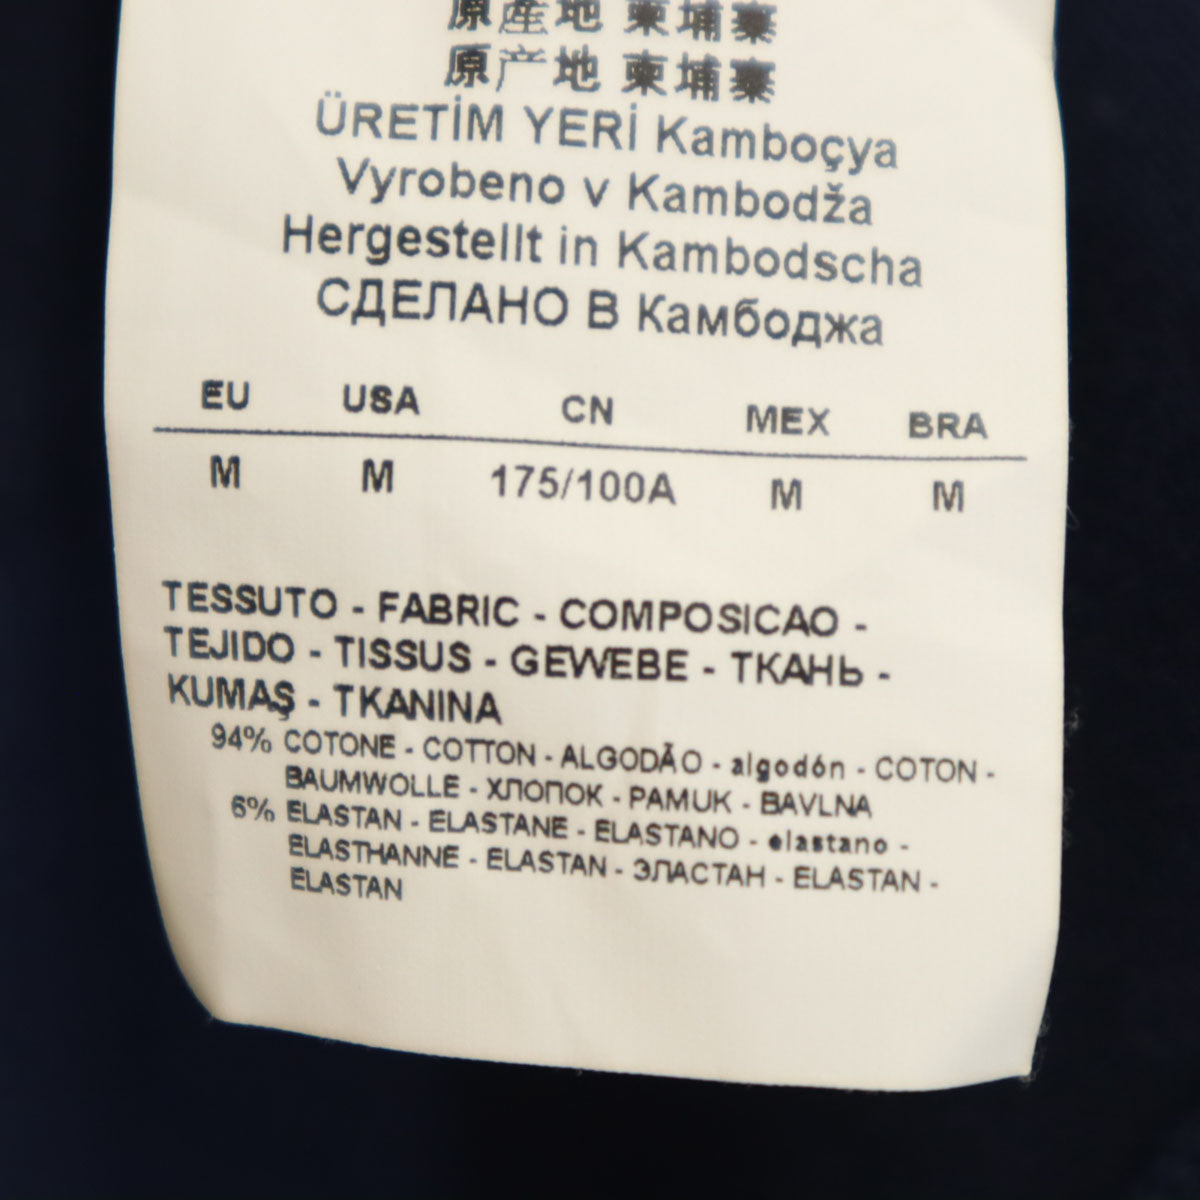 原産地 柬埔寨
原产地 柬埔寨
ÜRETİM YERİ Kamboçya
Vyrobeno v Kambodža
Hergestellt in Kambodscha
СДЕЛАНО В Камбоджа
EU USA CN MEX BRA
M M 175/100A M M
TESSUTO - FABRIC - COMPOSICAO -
TEJIDO - TISSUS - GEWEBE - ТКАНЬ -
KUMAŞ - TKANINA
94% COTONE - COTTON - ALGODÃO - algodón - COTON -
BAUMWOLLE - ХЛОПОК - PAMUK - BAVLNA
6% ELASTAN - ELASTANE - ELASTANO - elastano -
ELASTHANNE - ELASTAN - ЭЛАСТАН - ELASTAN -
ELASTAN